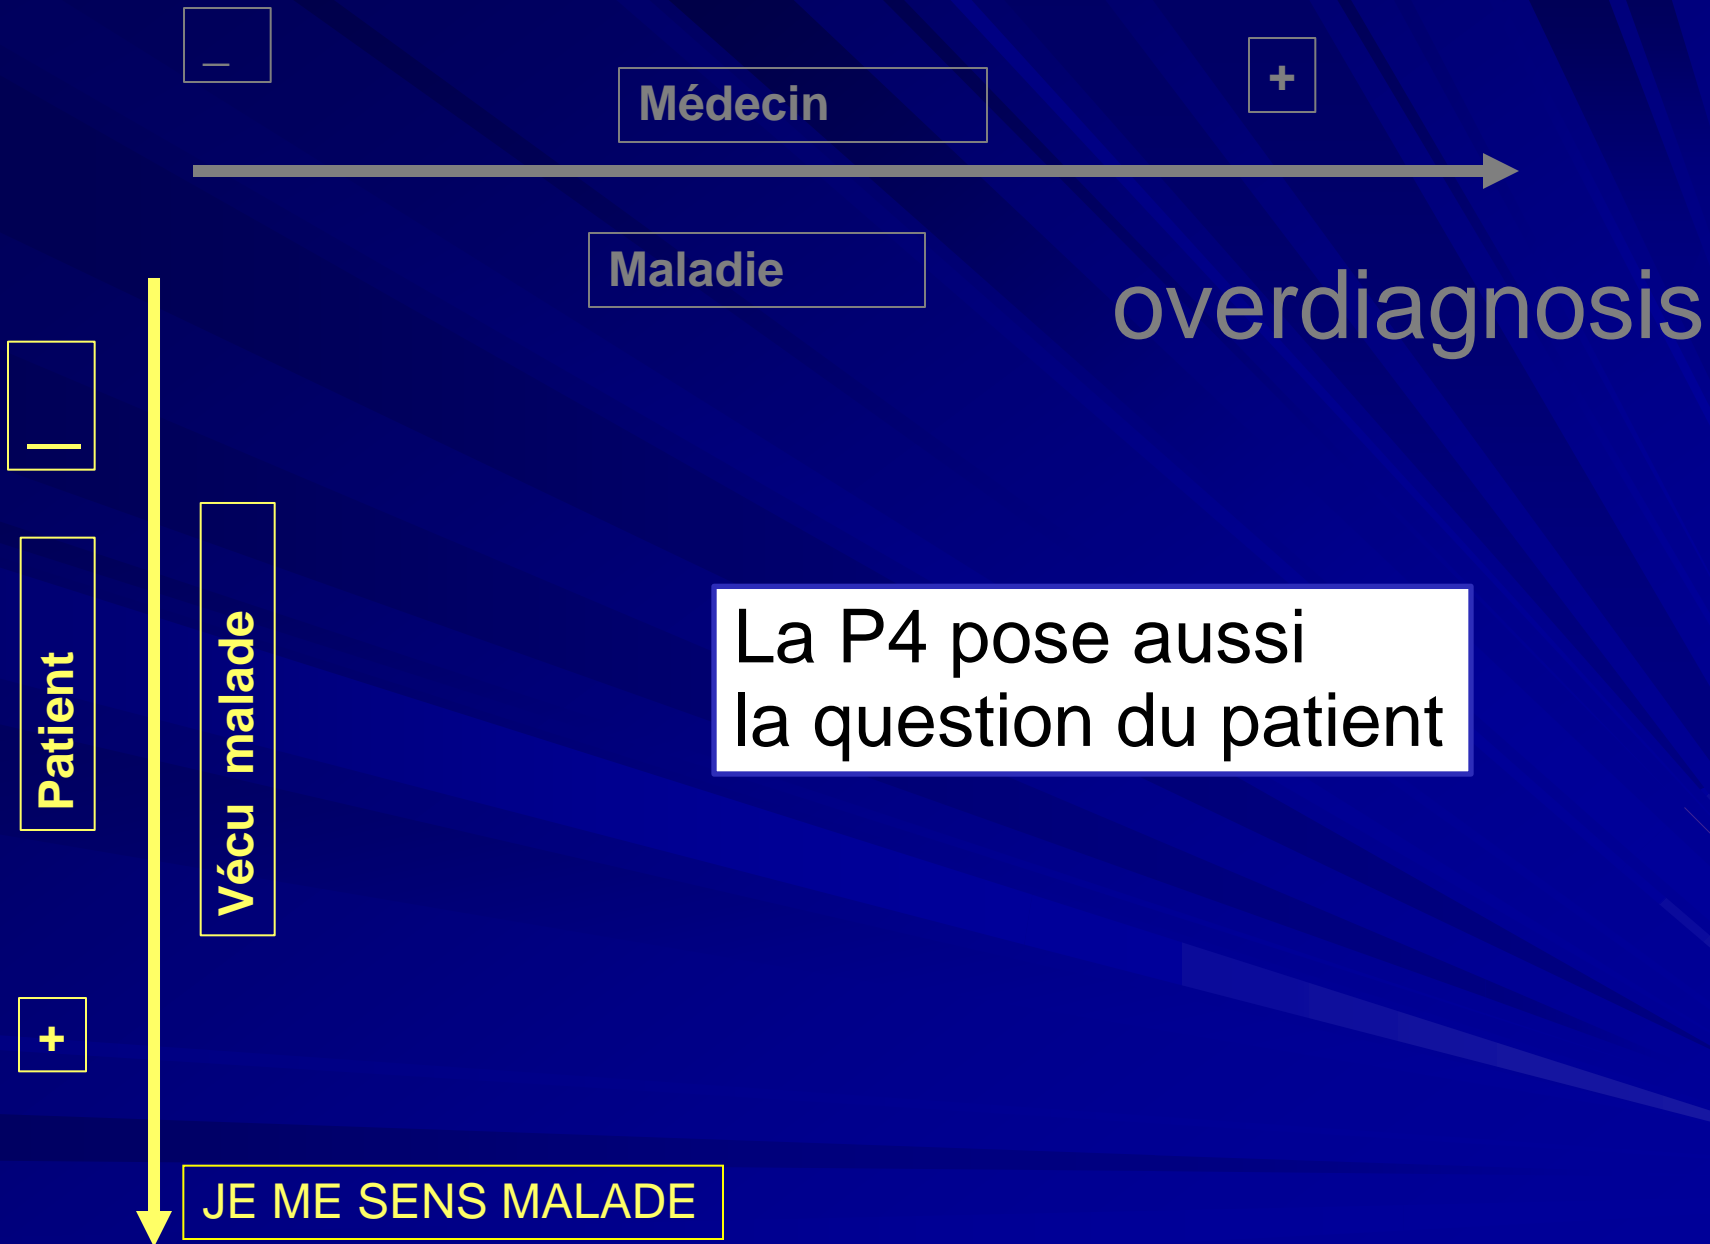 _
+
Médecin
Maladie
overdiagnosis
_
Patient
Vécu malade
+
La P4 pose aussi
la question du patient
JE ME SENS MALADE